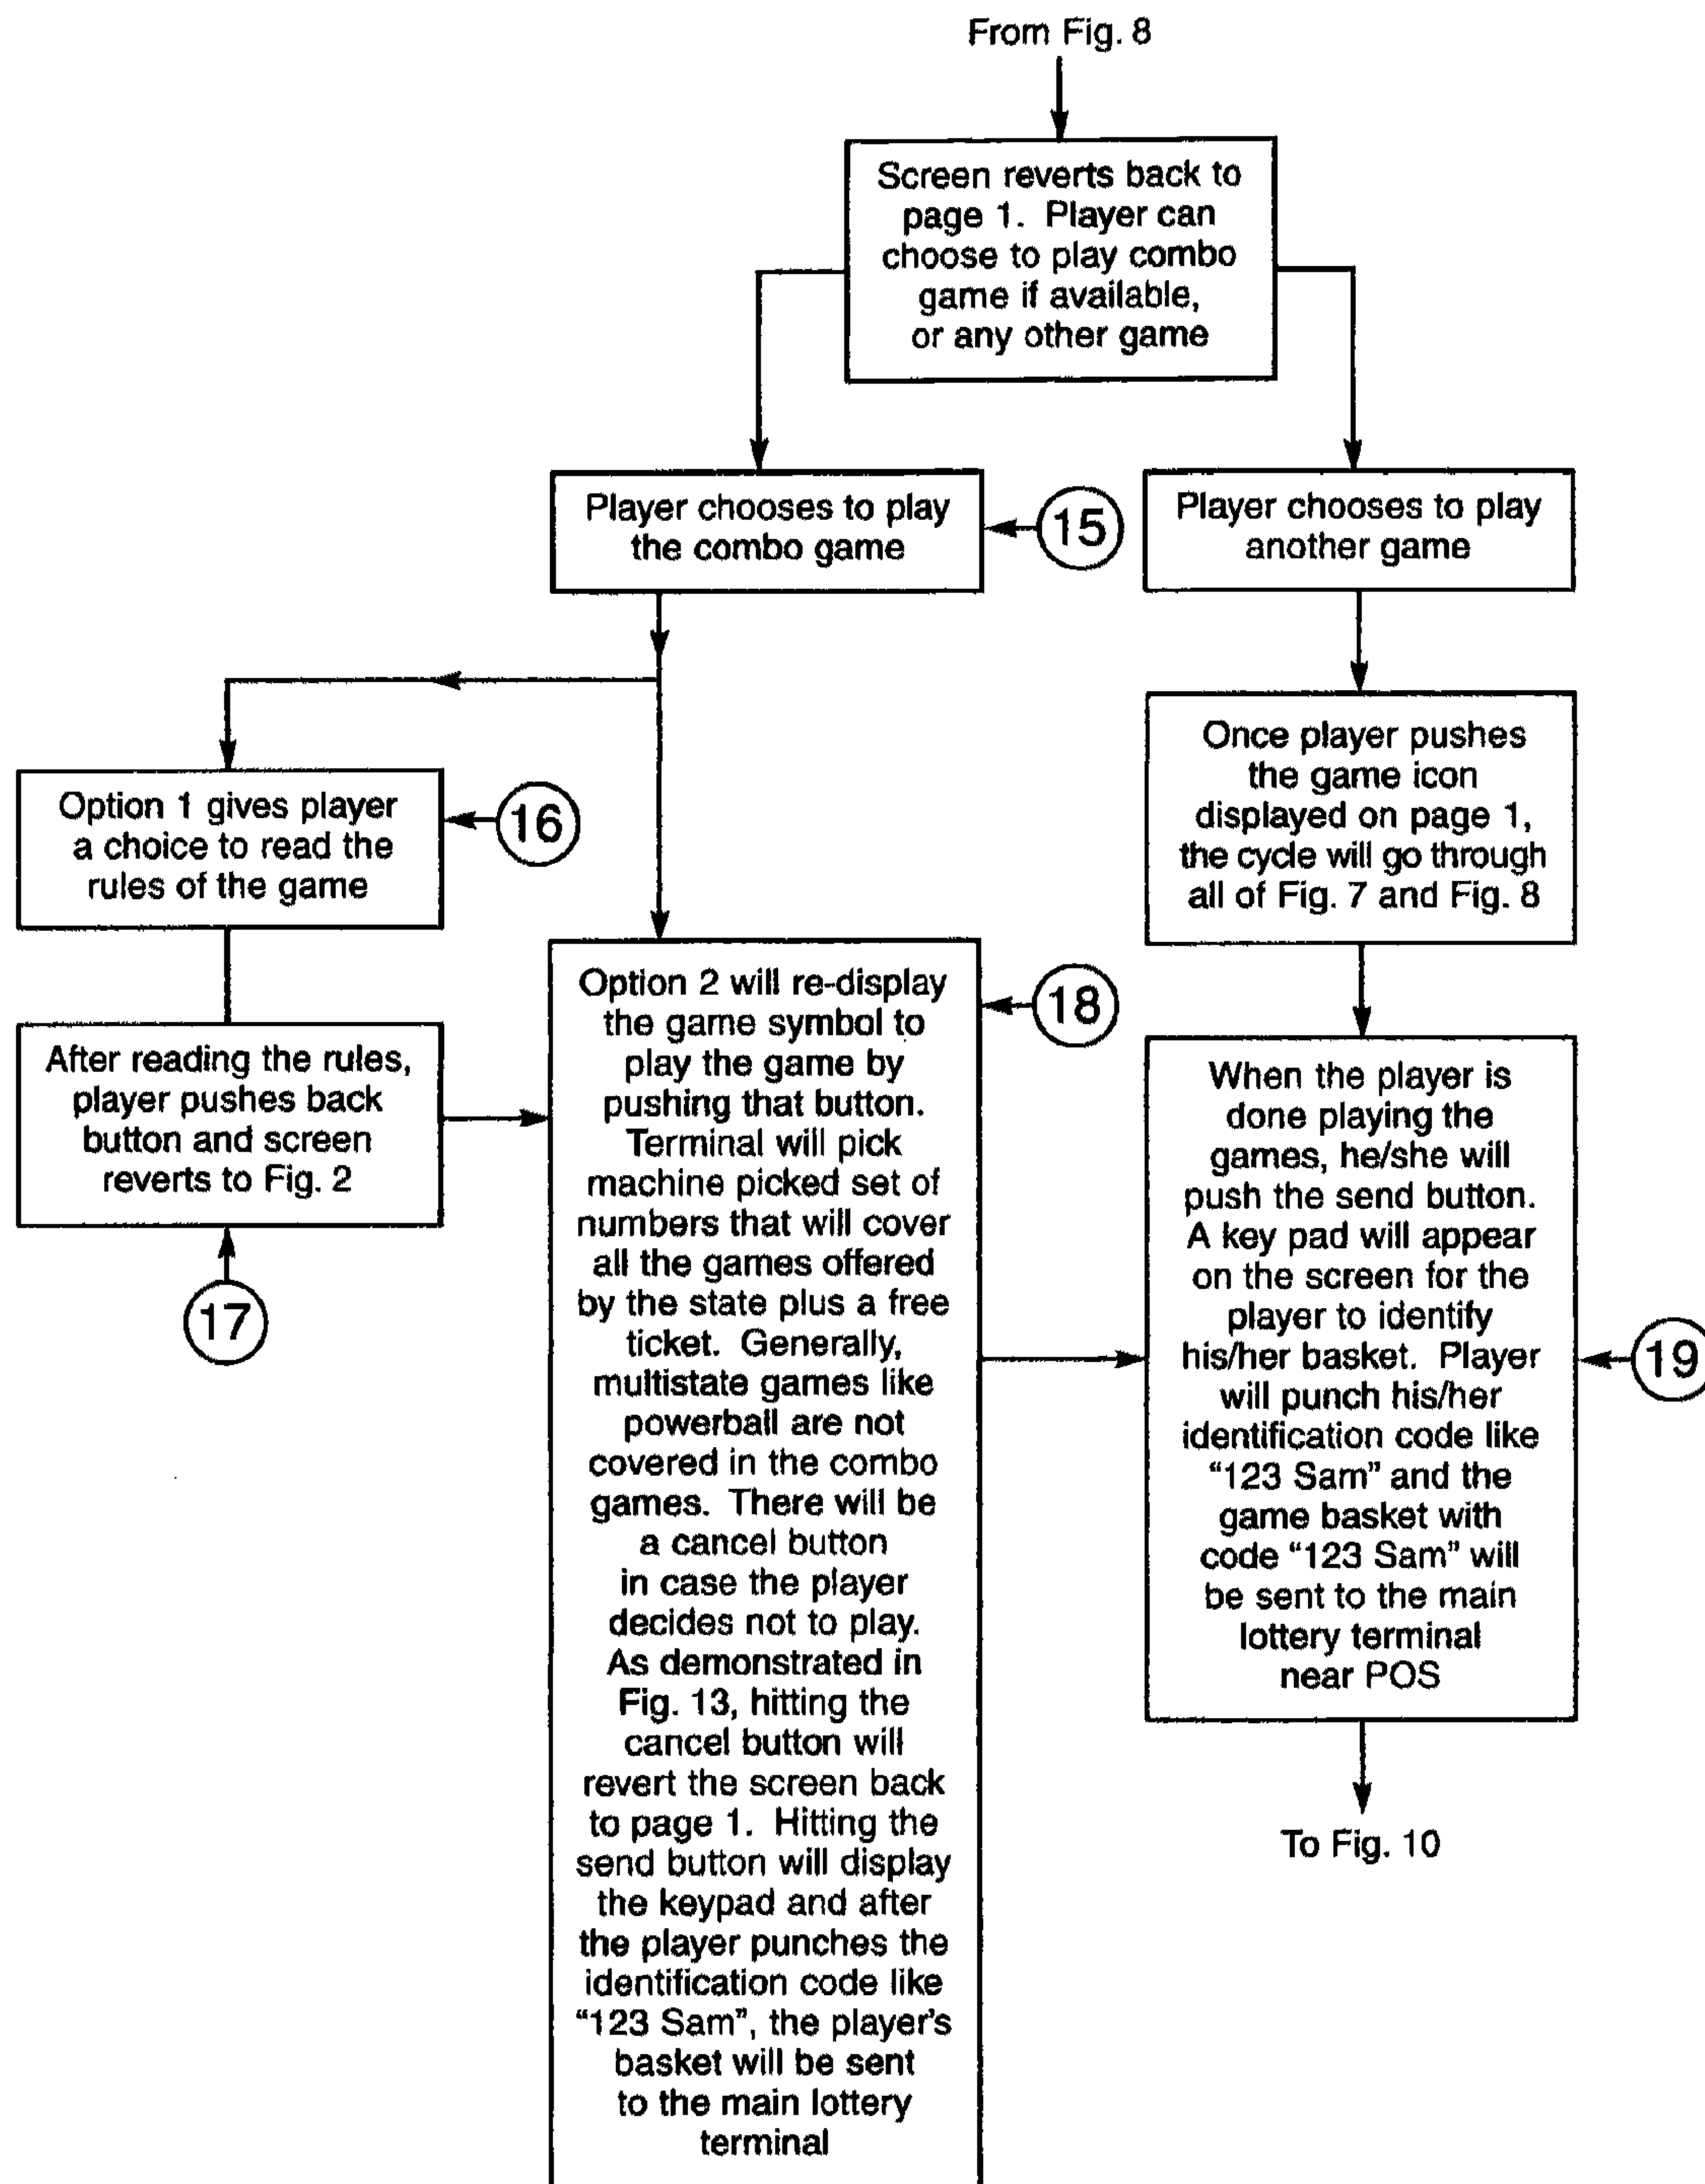 From Fig. 8
Screen reverts back to
page 1. Player can
choose to play combo
game if available,
or any other game
Player chooses to play
the combo game
15
Player chooses to play
another game
Option 1 gives player
a choice to read the
rules of the game
16
Once player pushes
the game icon
displayed on page 1,
the cycle will go through
all of Fig. 7 and Fig. 8
After reading the rules,
player pushes back
button and screen
reverts to Fig. 2
17
Option 2 will re-display
the game symbol to
play the game by
pushing that button.
Terminal will pick
machine picked set of
numbers that will cover
all the games offered
by the state plus a free
ticket. Generally,
multistate games like
powerball are not
covered in the combo
games. There will be
a cancel button
in case the player
decides not to play.
As demonstrated in
Fig. 13, hitting the
cancel button will
revert the screen back
to page 1. Hitting the
send button will display
the keypad and after
the player punches the
identification code like
“123 Sam”, the player’s
basket will be sent
to the main lottery
terminal
18
When the player is
done playing the
games, he/she will
push the send button.
A key pad will appear
on the screen for the
player to identify
his/her basket. Player
will punch his/her
identification code like
“123 Sam” and the
game basket with
code “123 Sam” will
be sent to the main
lottery terminal
near POS
19
To Fig. 10